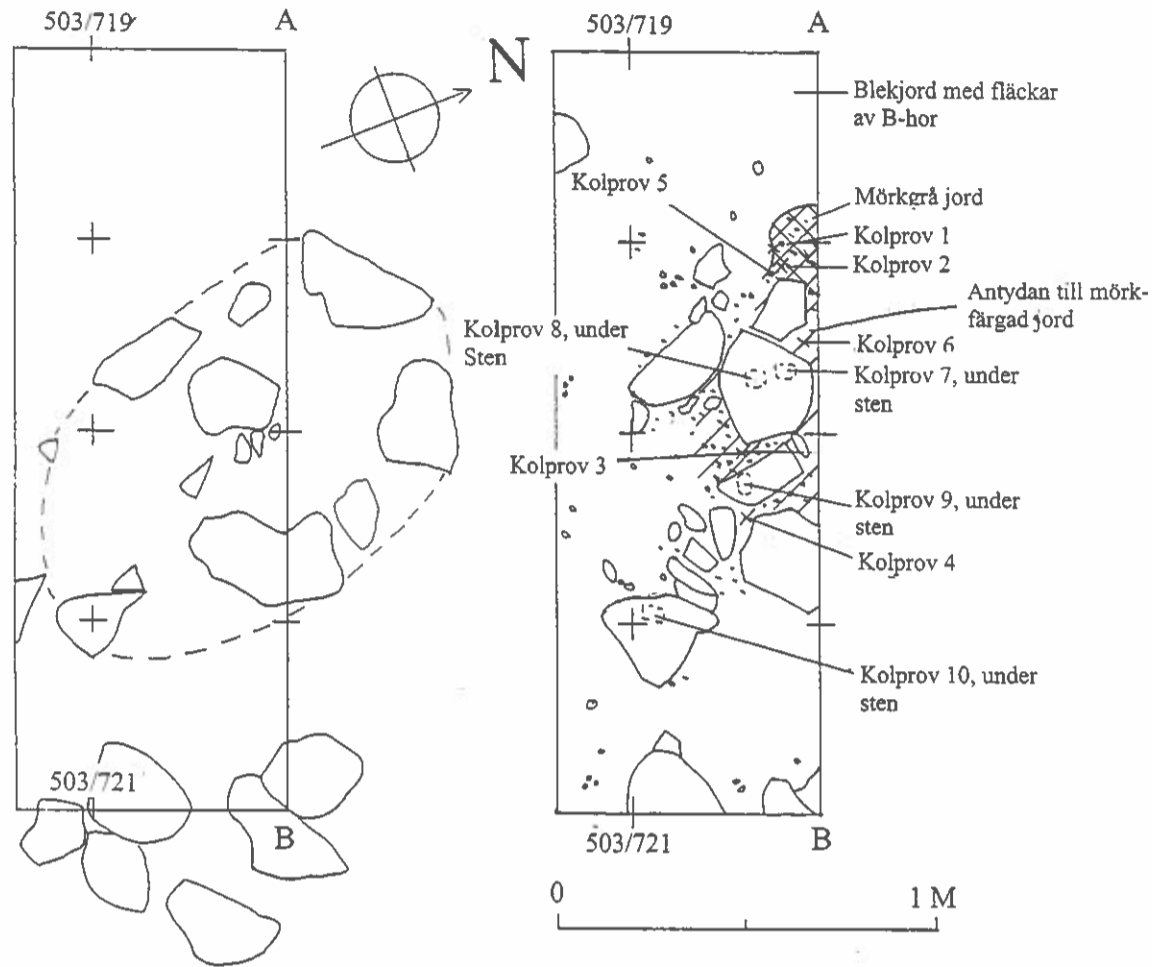 503/719
A
N
503/721
B
503/719
A
Blekjord med fläckar
av B-hor
Kolprov 5
Mörkgrå jord
Kolprov 1
Kolprov 2
Antydan till mörk-
färgad jord
Kolprov 8, under
Sten
Kolprov 6
Kolprov 7, under
sten
Kolprov 3
Kolprov 9, under
sten
Kolprov 4
Kolprov 10, under
sten
503/721
B
0
1 M